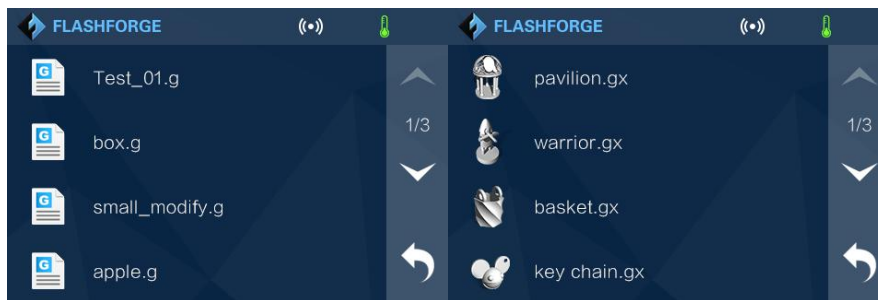 FLASHFORGE
Test_01.g
box.g
small_modify.g
apple.g
1/3
FLASHFORGE
pavilion.gx
warrior.gx
basket.gx
key chain.gx
1/3